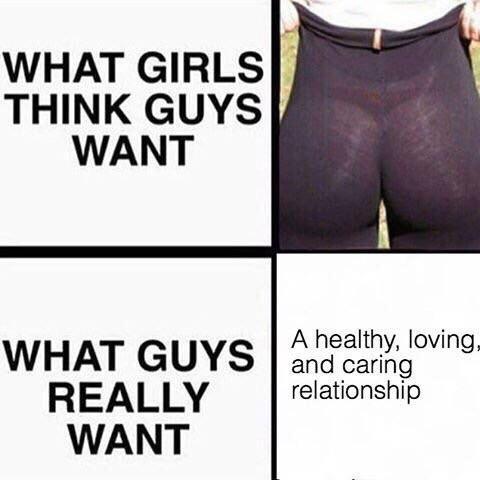 WHAT GIRLS
THINK GUYS
WANT
WHAT GUYS
REALLY
WANT
A healthy, loving,
and caring
relationship